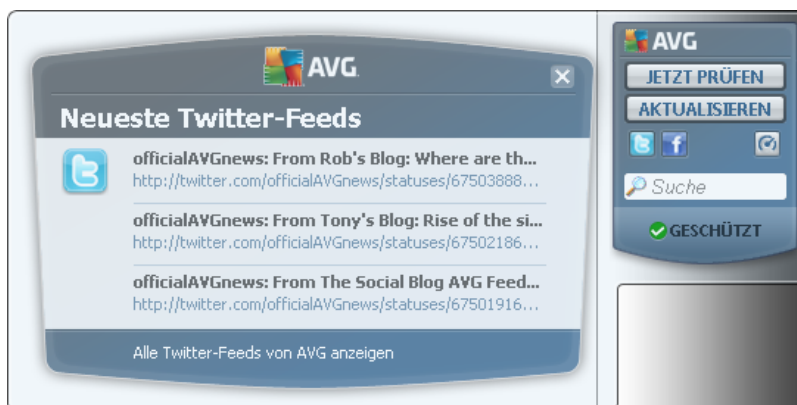 AVG
Neueste Twitter-Feeds
officialAVGnews: From Rob's Blog: Where are th...
http://twitter.com/officialAVGnews/statuses/67503888...
officialAVGnews: From Tony's Blog: Rise of the si...
http://twitter.com/officialAVGnews/statuses/67502186...
officialAVGnews: From The Social Blog AVG Feed...
http://twitter.com/officialAVGnews/statuses/67501916...
Alle Twitter-Feeds von AVG anzeigen
AVG
JETZT PRÜFEN
AKTUALISIEREN
Suche
GESCHÜTZT